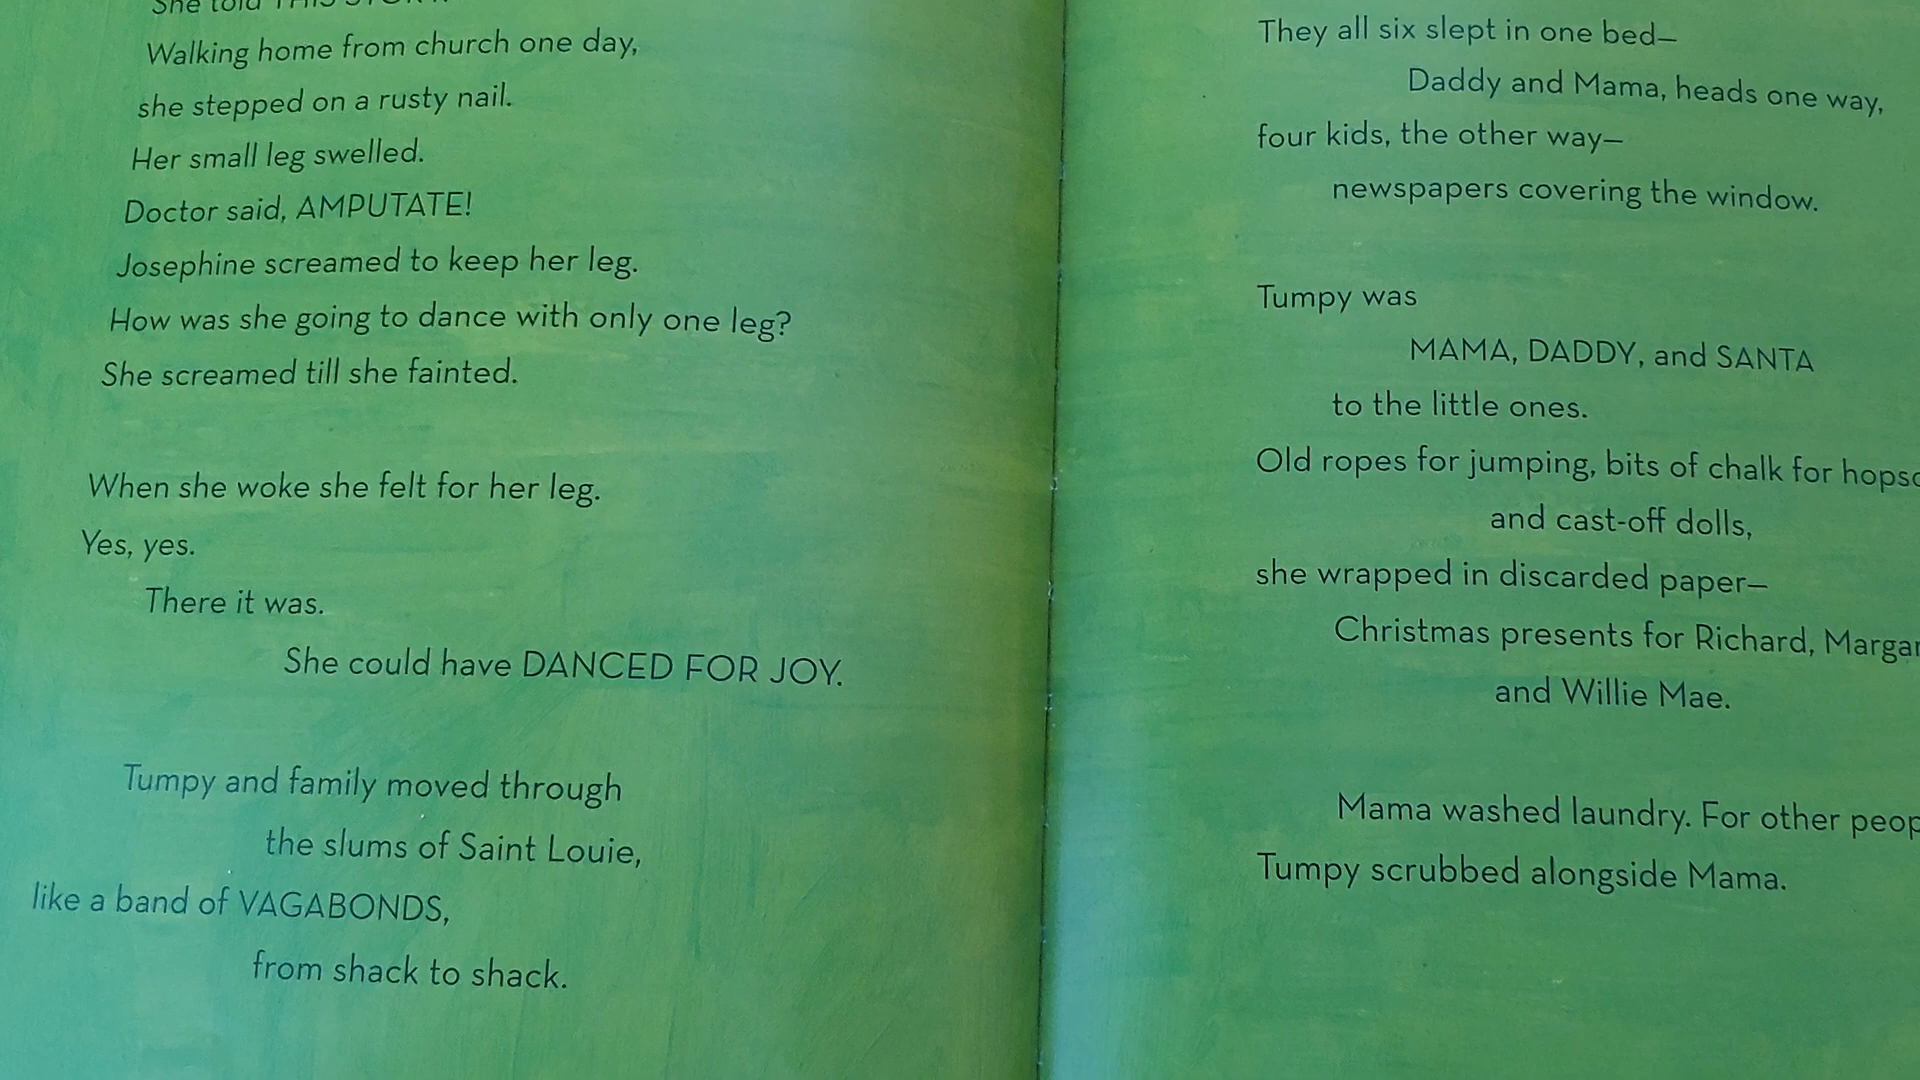 She told THIS STORY.
Walking home from church one day,
she stepped on a rusty nail.
Her small leg swelled.
Doctor said, AMPUTATE!
Josephine screamed to keep her leg.
How was she going to dance with only one leg?
She screamed till she fainted.
When she woke she felt for her leg.
Yes, yes.
There it was.
She could have DANCED FOR JOY.
Tumpy and family moved through
the slums of Saint Louie,
like a band of VAGABONDS,
from shack to shack.
They all six slept in one bed—
Daddy and Mama, heads one way,
four kids, the other way—
newspapers covering the window.
Tumpy was
MAMA, DADDY, and SANTA
to the little ones.
Old ropes for jumping, bits of chalk for
and cast-off dolls,
she wrapped in discarded paper—
Christmas presents for Richard,
and Willie Mae.
Mama washed laundry. For other
Tumpy scrubbed alongside Mama.